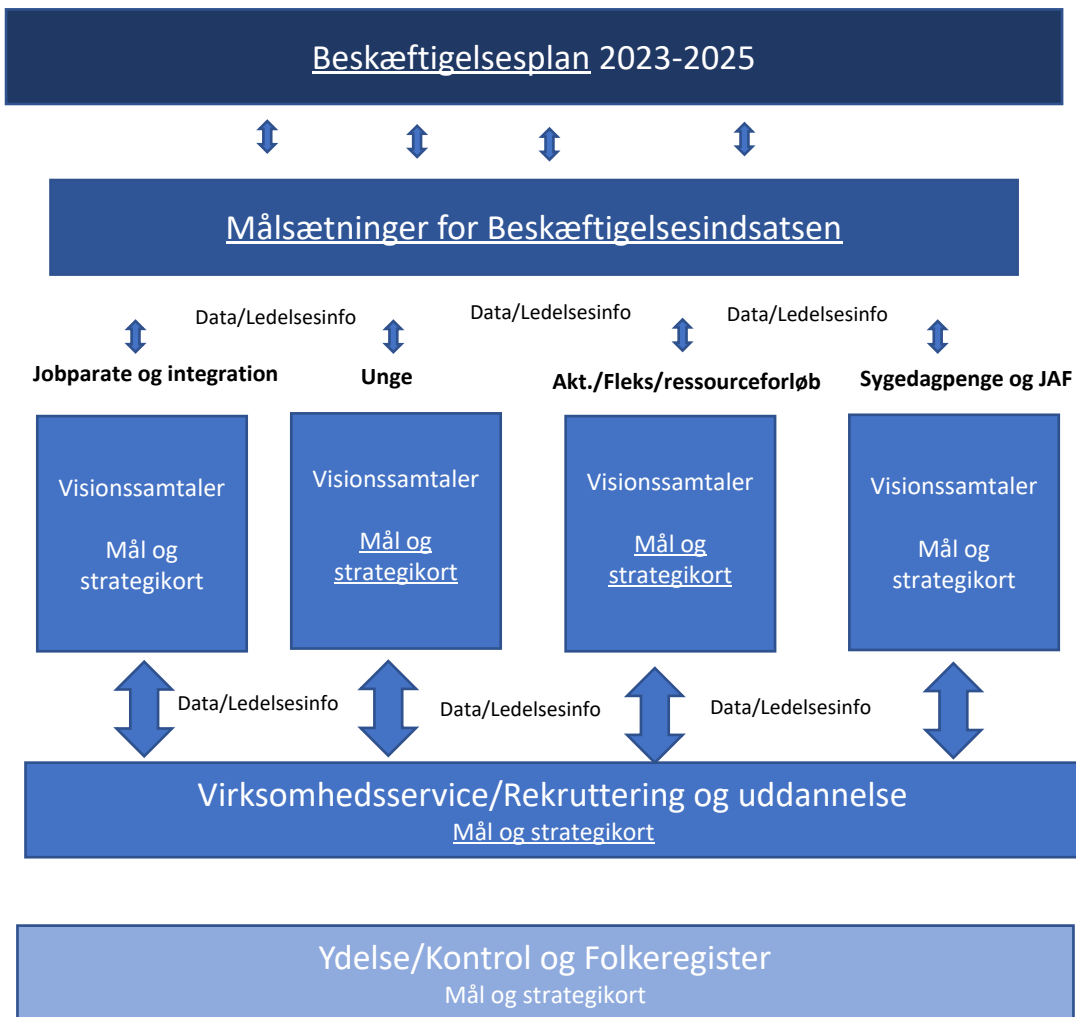 Beskæftigelsesplan 2023-2025
Målsætninger for Beskæftigelsesindsatsen
Data/Ledelsesinfo
Data/Ledelsesinfo
Data/Ledelsesinfo
Jobparate og integration
Unge
Akt./Fleks/ressourceforløb
Sygedagpenge og JAF
Visionssamtaler
Mål og
strategikort
Visionssamtaler
Mål og
strategikort
Visionssamtaler
Mål og
strategikort
Visionssamtaler
Mål og
strategikort
Data/Ledelsesinfo
Data/Ledelsesinfo
Data/Ledelsesinfo
Virksomhedsservice/Rekruttering og uddannelse
Mål og strategikort
Ydelse/Kontrol og Folkeregister
Mål og strategikort